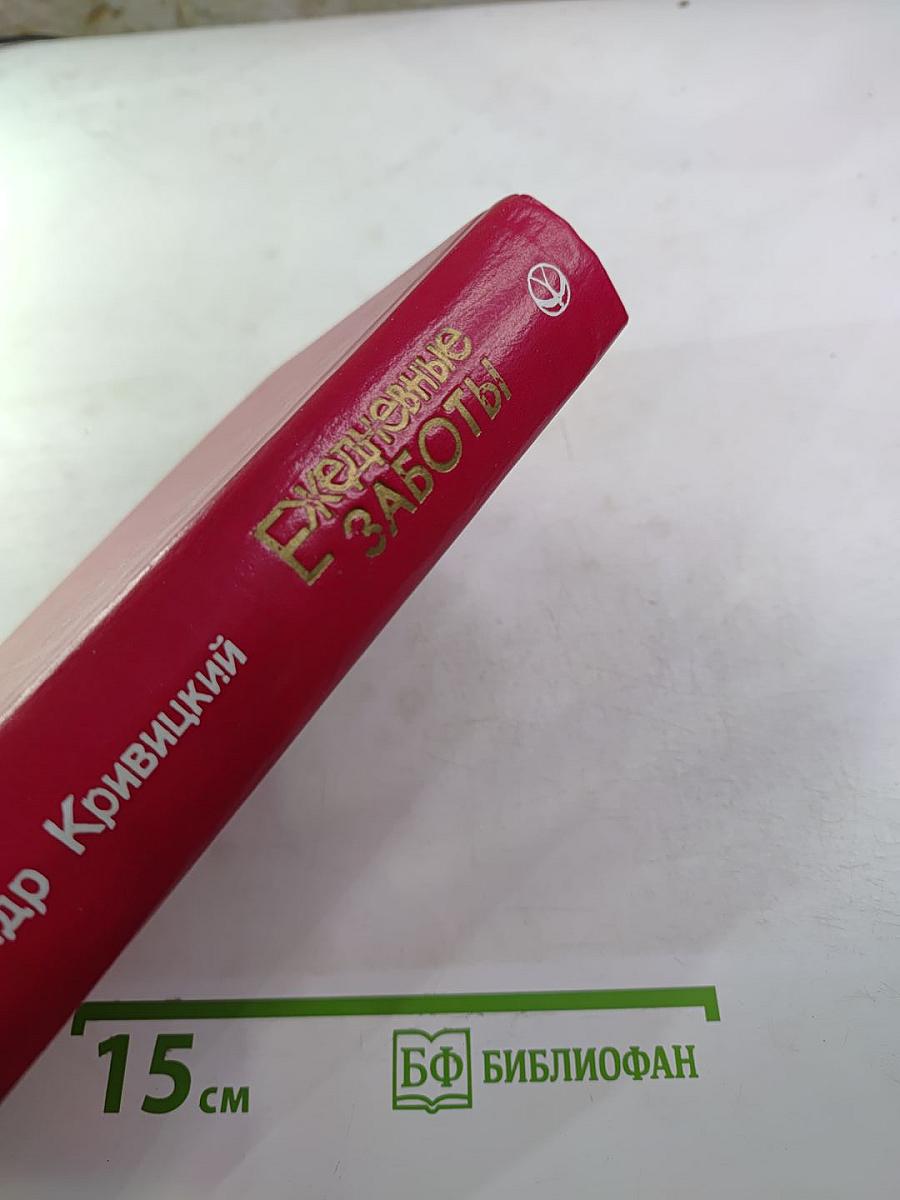 Ежедневные
ЗАБОТЫ
др Кривицкий
15 см
БФ БИБЛИОФАН